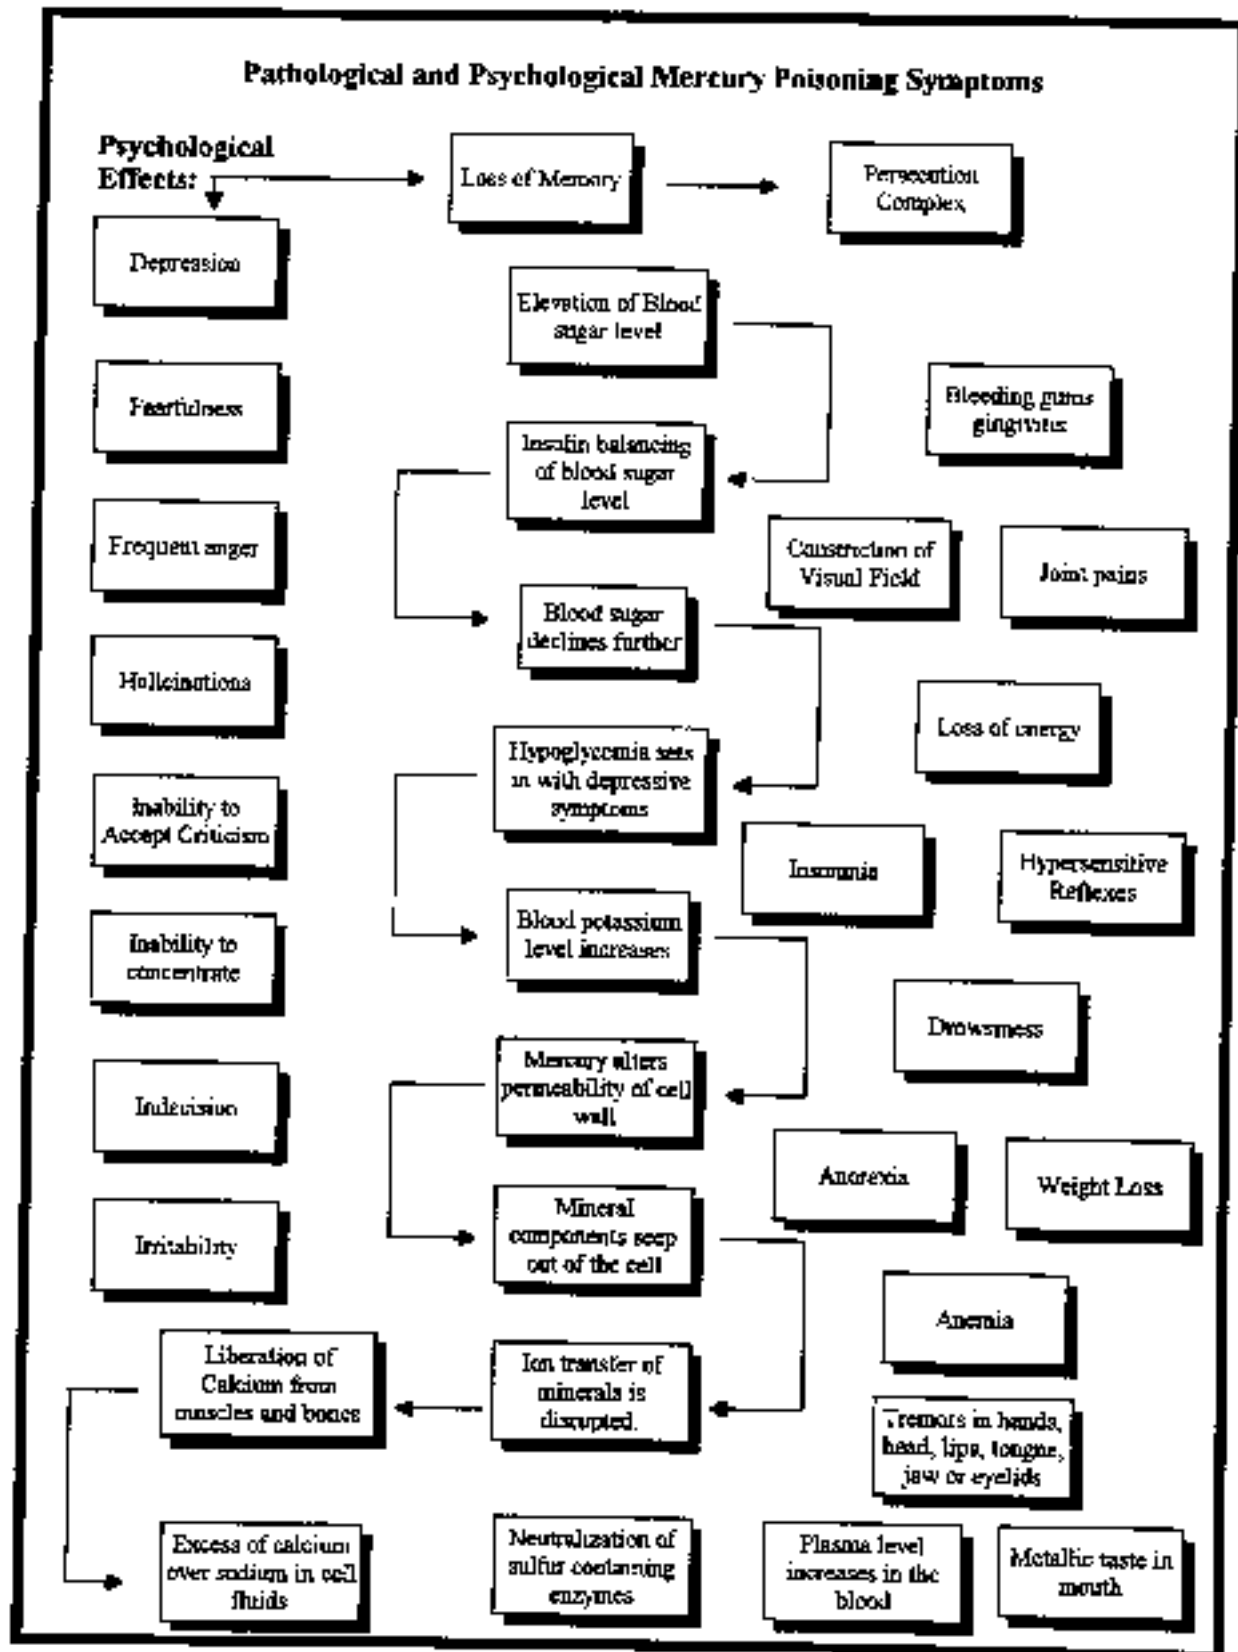 Pathological and Psychological Mercury Poisoning Symptoms
Psychological
Effects:
Loss of Memory
Persecution
Complex
Depression
Elevation of Blood
sugar level
Fearfulness
Bleeding gums
gingivitis
Insulin balancing
of blood sugar
level
Frequent anger
Constriction of
Visual Field
Joint pains
Blood sugar
declines further
Hallcinations
Loss of energy
Hypoglycemia sets
in with depressive
symptoms
Inability to
Accept Criticism
Insomnia
Hypersensitive
Reflexes
Blood potassium
level increases
Inability to
concentrate
Drowsiness
Mercury alters
permeability of cell
wall.
Indecision
Anorexia
Weight Loss
Mineral
components seep
out of the cell
Irritability
Anemia
Liberation of
Calcium from
muscles and bones
Ion transfer of
minerals is
disrupted.
Tremors in hands,
head, lips, tongue,
jaw or eyelids
Excess of calcium
over sodium in cell
fluids
Neutralization of
sulfur containing
enzymes
Plasma level
increases in the
blood
Metallic taste in
mouth